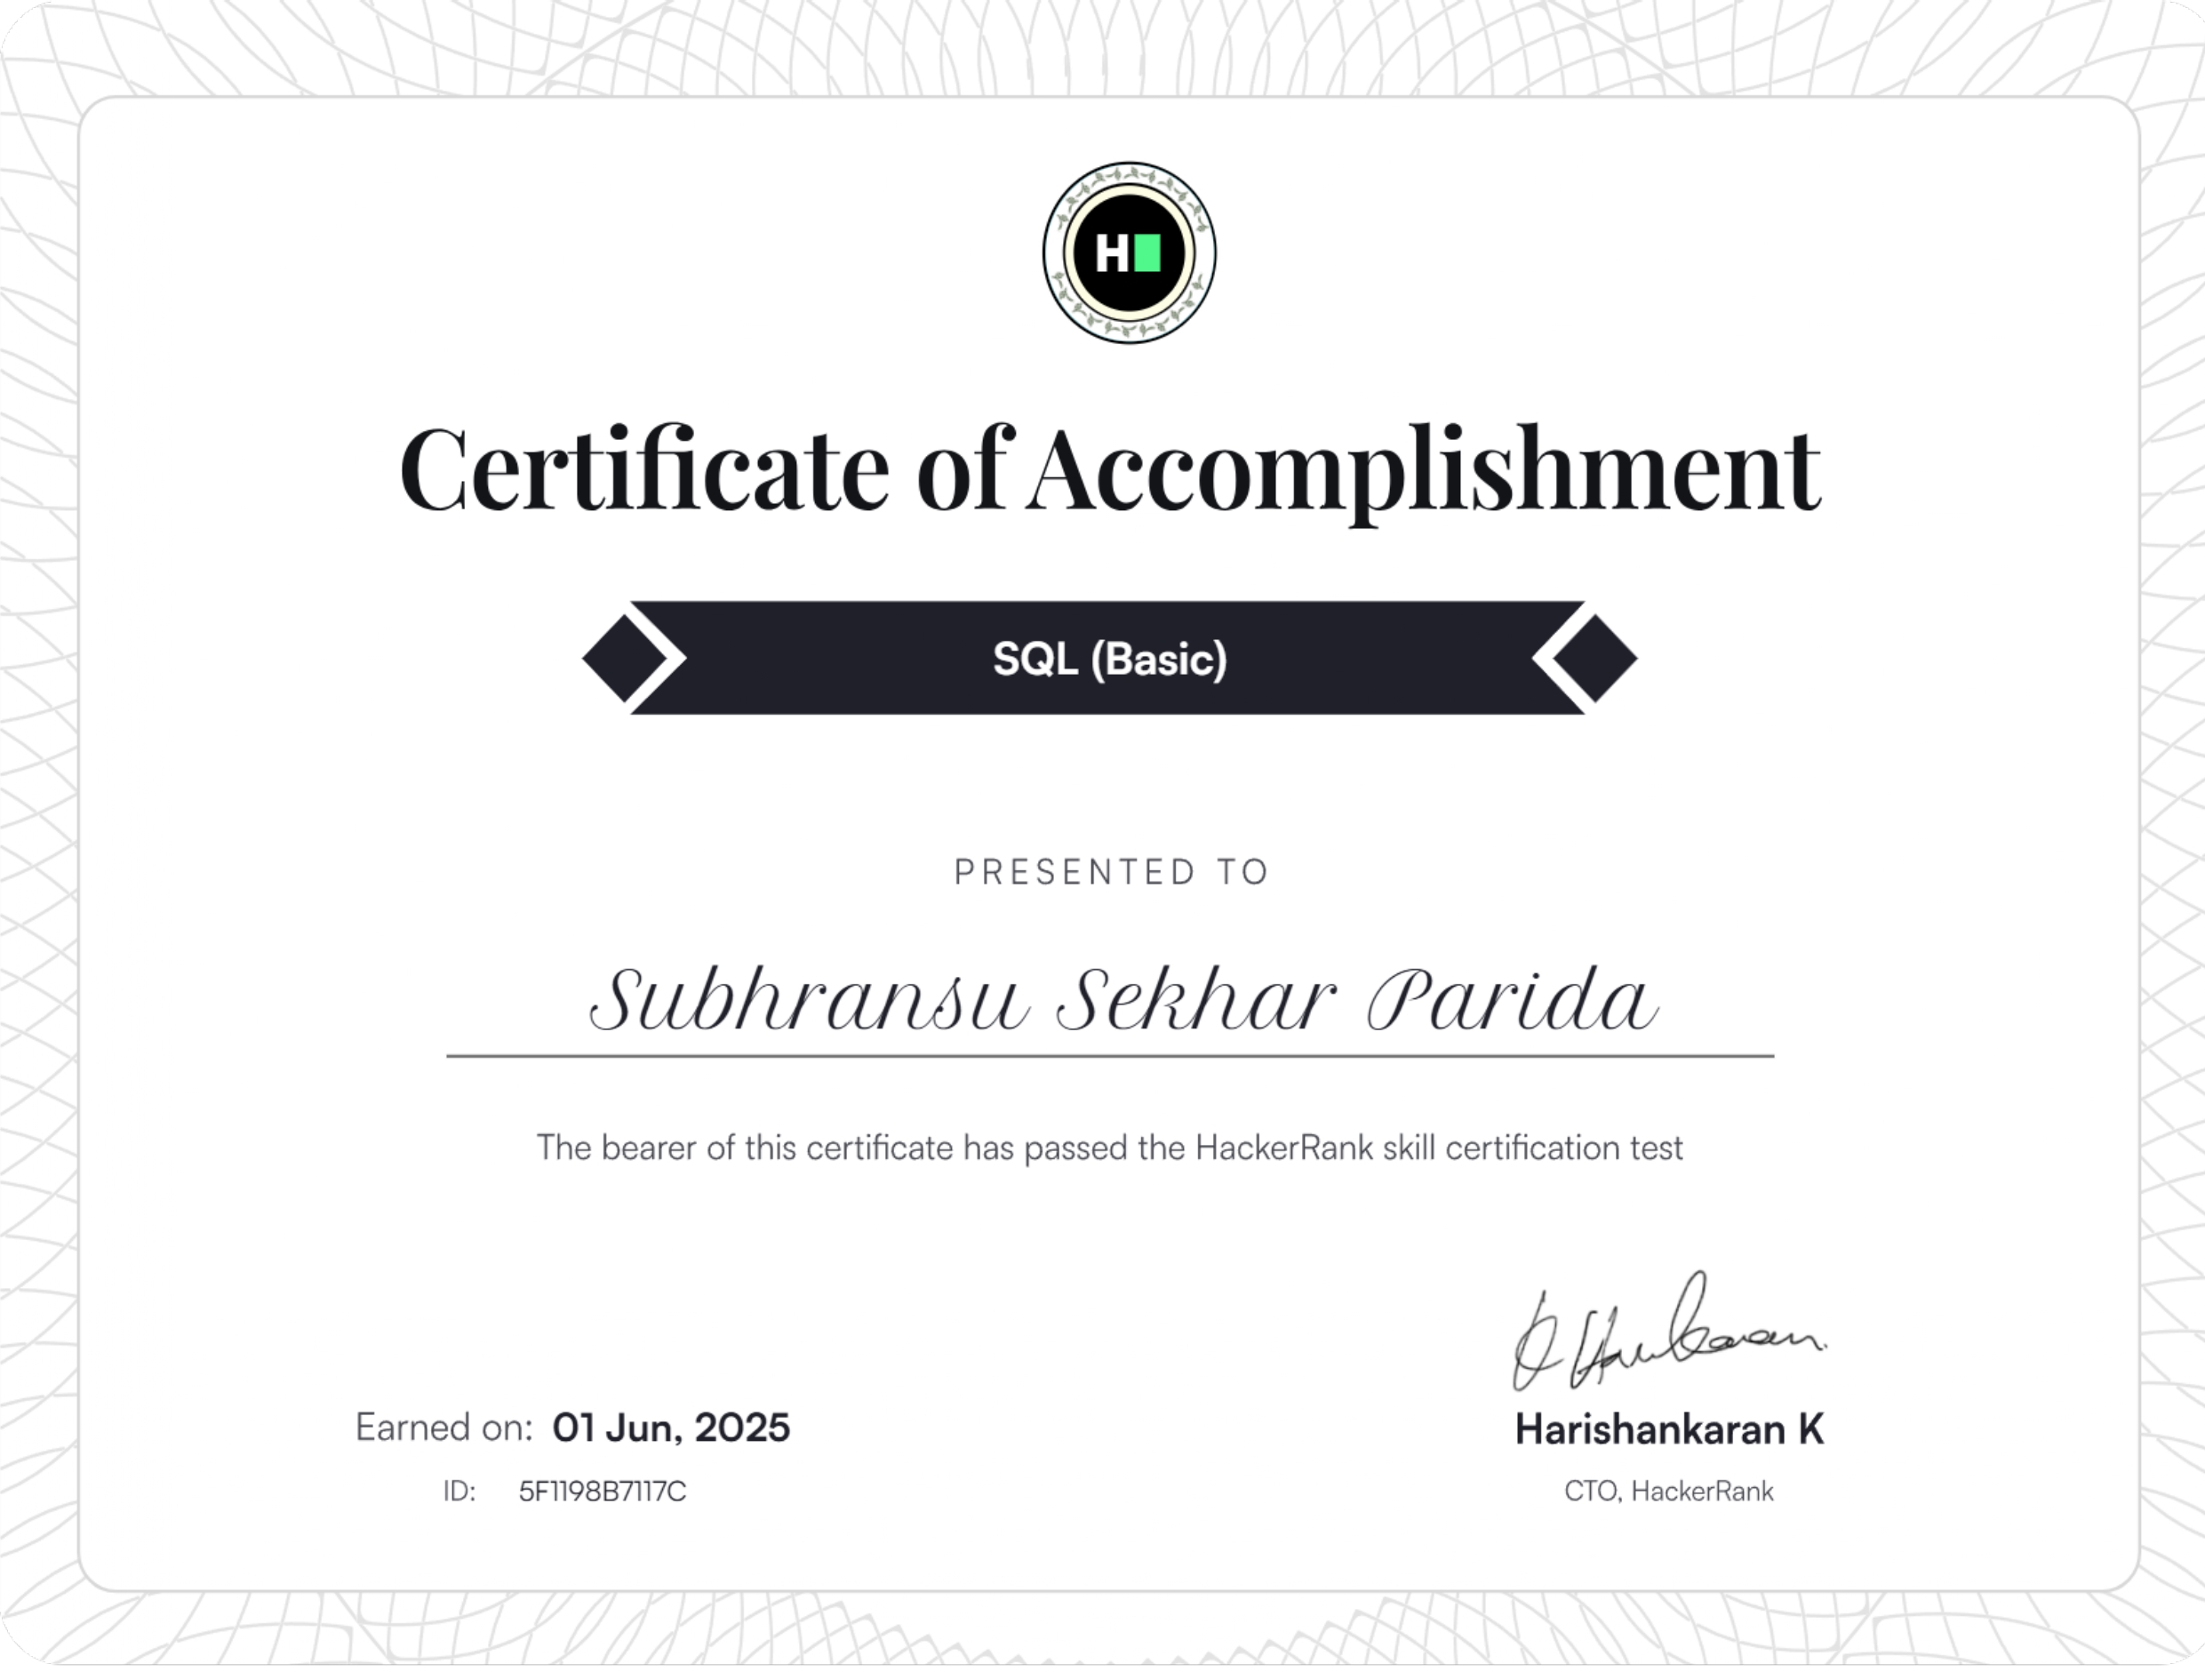 H
Certificate of Accomplishment
SQL (Basic)
PRESENTED TO
Subhransu Sekhar Parida
The bearer of this certificate has passed the HackerRank skill certification test
Earned on: 01 Jun, 2025
ID: 5F1198B7117C
Harishankaran K
CTO, HackerRank